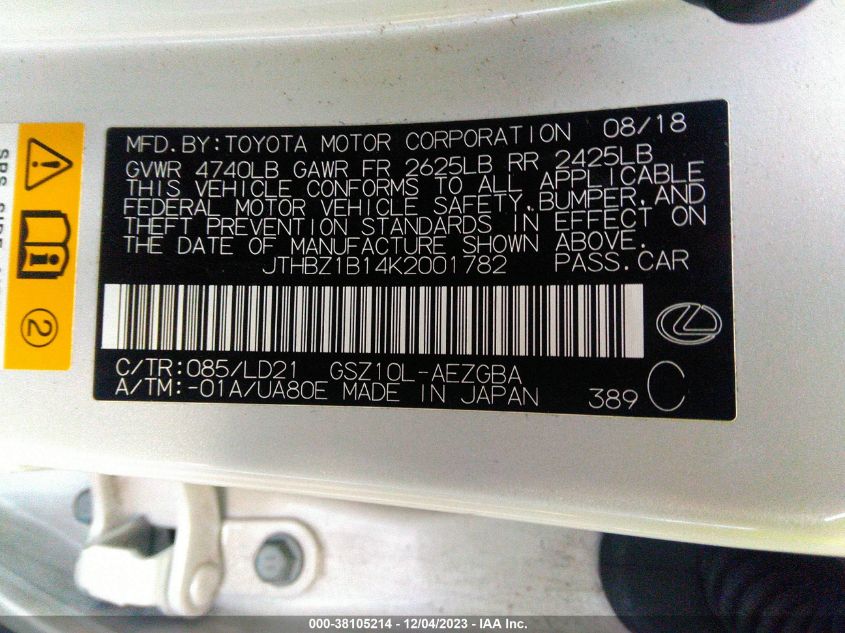 MFD.BY:TOYOTA MOTOR CORPORATION 08/18
GVWR 4740LB GAWR FR 2625LB RR 2425LB
THIS VEHICLE CONFORMS TO ALL APPLICABLE
FEDERAL MOTOR VEHICLE SAFETY,BUMPER,AND
THEFT PREVENTION STANDARDS IN EFFECT ON
THE DATE OF MANUFACTURE SHOWN ABOVE.
JTHBZ1B14K2001782 PASS.CAR
C/TR:085/LD21 GSZ10L-AEZGBA
A/TM:-01A/UA80E MADE IN JAPAN 389 C
2
000-38105214 - 12/04/2023 - IAA Inc.